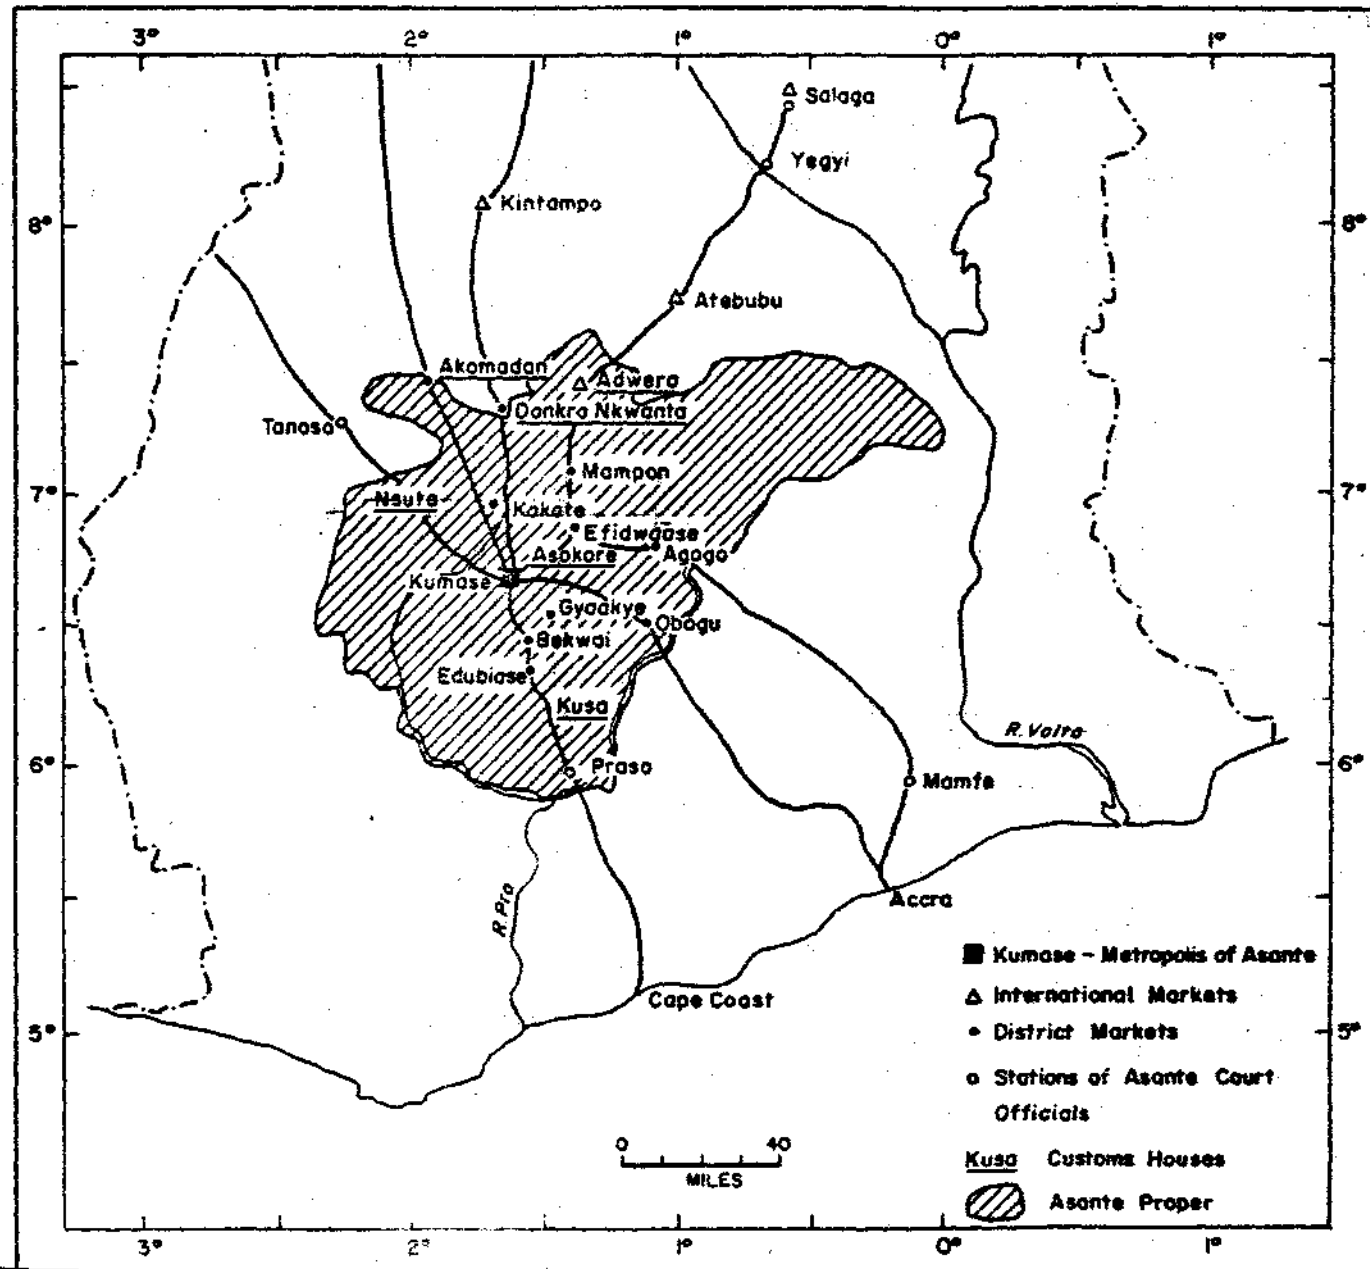 3° 2° 1° 0° 1°
Salaga
Yegyi
Kintampo
8° 8°
Atebubu
Akomadan
Adwera
Donkro Nkwanta
Tanoso
Mampon
7° 7°
Nsuta
Kokate
Efidwaase
Asokore
Agogo
Kumase
Gyaakye
Obogu
Bekwai
Edubiase
Kusa
R. Volta
6° 6°
Praso
Mamfe
R. Pra
Accra
Kumase - Metropolis of Asante
Cape Coast
International Markets
5° 5°
District Markets
Stations of Asante Court
Officials
0 40
MILES
Kusa Customs Houses
Asante Proper
3° 2° 1° 0° 1°